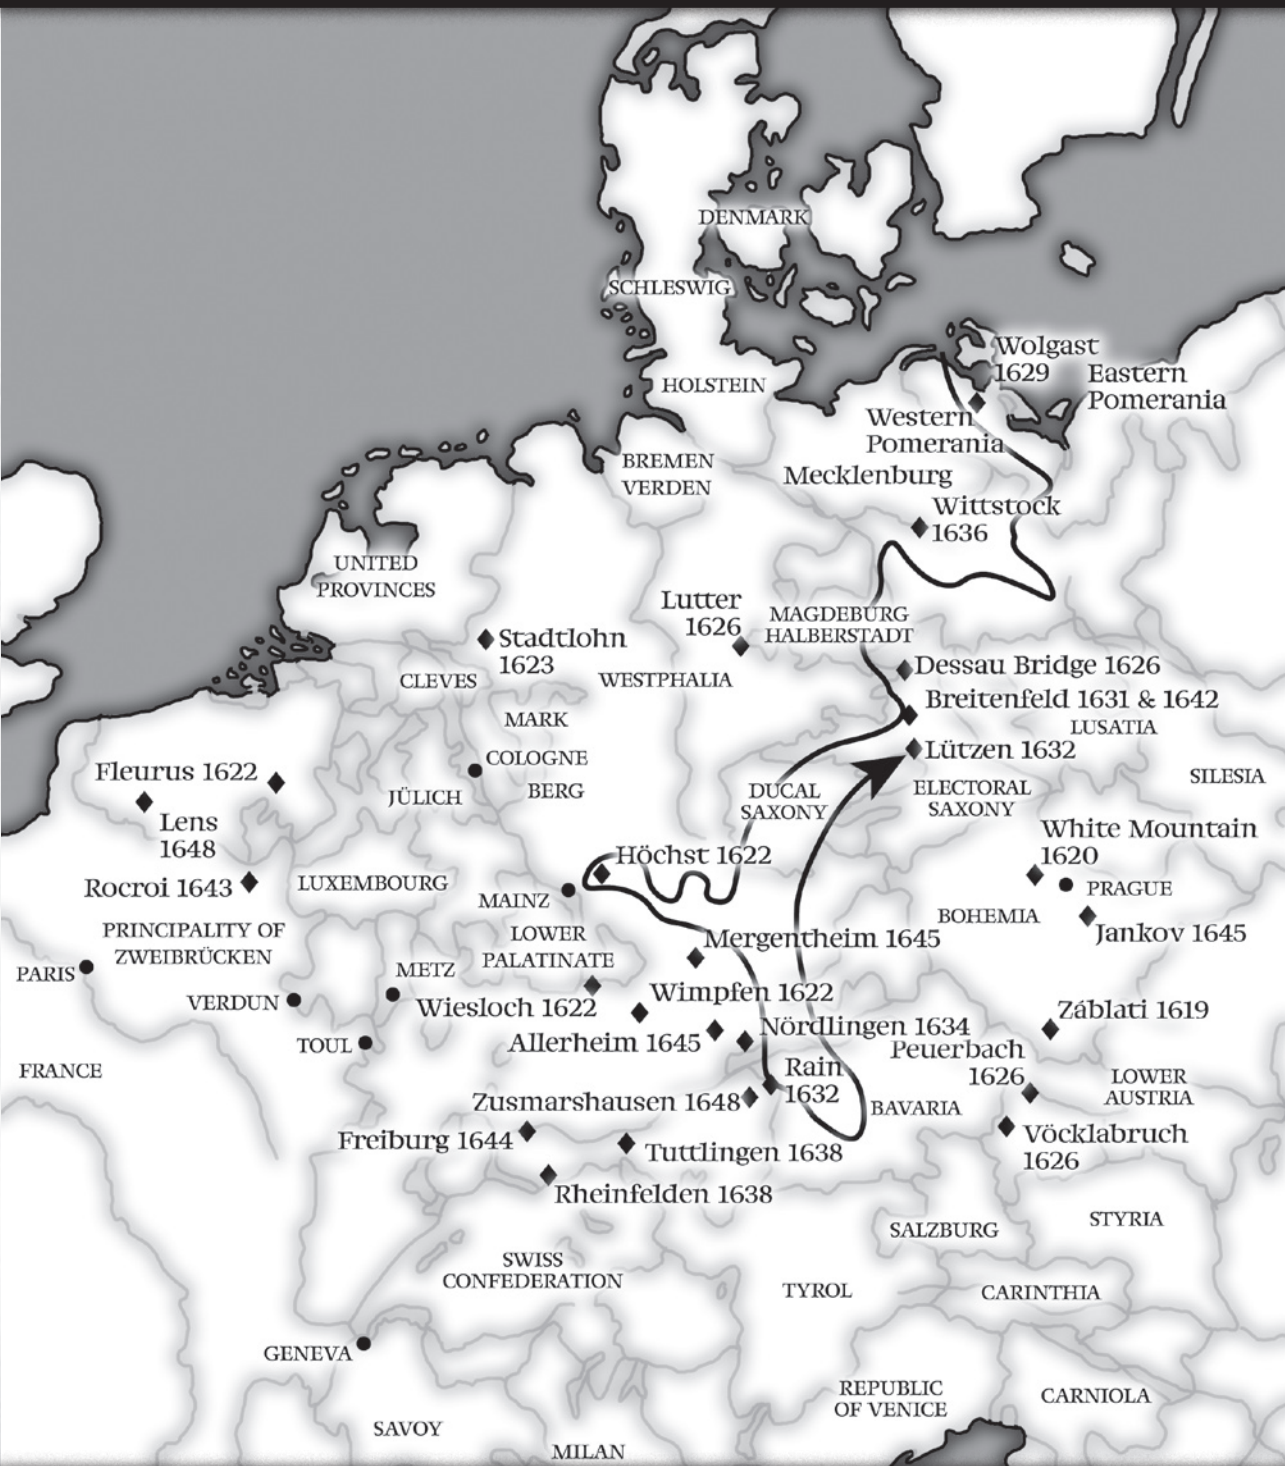 DENMARK
SCHLESWIG
Wolgast
1629
Eastern
Pomerania
HOLSTEIN
Western
Pomerania
BREMEN
VERDEN
Mecklenburg
Wittstock
1636
UNITED
PROVINCES
Lutter
1626
MAGDEBURG
HALBERSTADT
Stadtlohn
1623
Dessau Bridge 1626
CLEVES
WESTPHALIA
Breitenfeld 1631 & 1642
MARK
LUSATIA
Lützen 1632
COLOGNE
Fleurus 1622
SILESIA
JÜLICH
BERG
DUCAL
SAXONY
ELECTORAL
SAXONY
Lens
1648
White Mountain
1620
Höchst 1622
Rocroi 1643
LUXEMBOURG
PRAGUE
MAINZ
BOHEMIA
PRINCIPALITY OF
ZWEIBRÜCKEN
LOWER
PALATINATE
Mergentheim 1645
Jankov 1645
PARIS
METZ
VERDUN
Wiesloch 1622
Wimpfen 1622
Záblati 1619
TOUL
Allerheim 1645
Nördlingen 1634
Peuerbach
1626
FRANCE
Rain
1632
LOWER
AUSTRIA
Zusmarshausen 1648
BAVARIA
Freiburg 1644
Tuttlingen 1638
Vöcklabruch
1626
Rheinfelden 1638
SALZBURG
STYRIA
SWISS
CONFEDERATION
TYROL
CARINTHIA
GENEVA
REPUBLIC
OF VENICE
CARNIOLA
SAVOY
MILAN